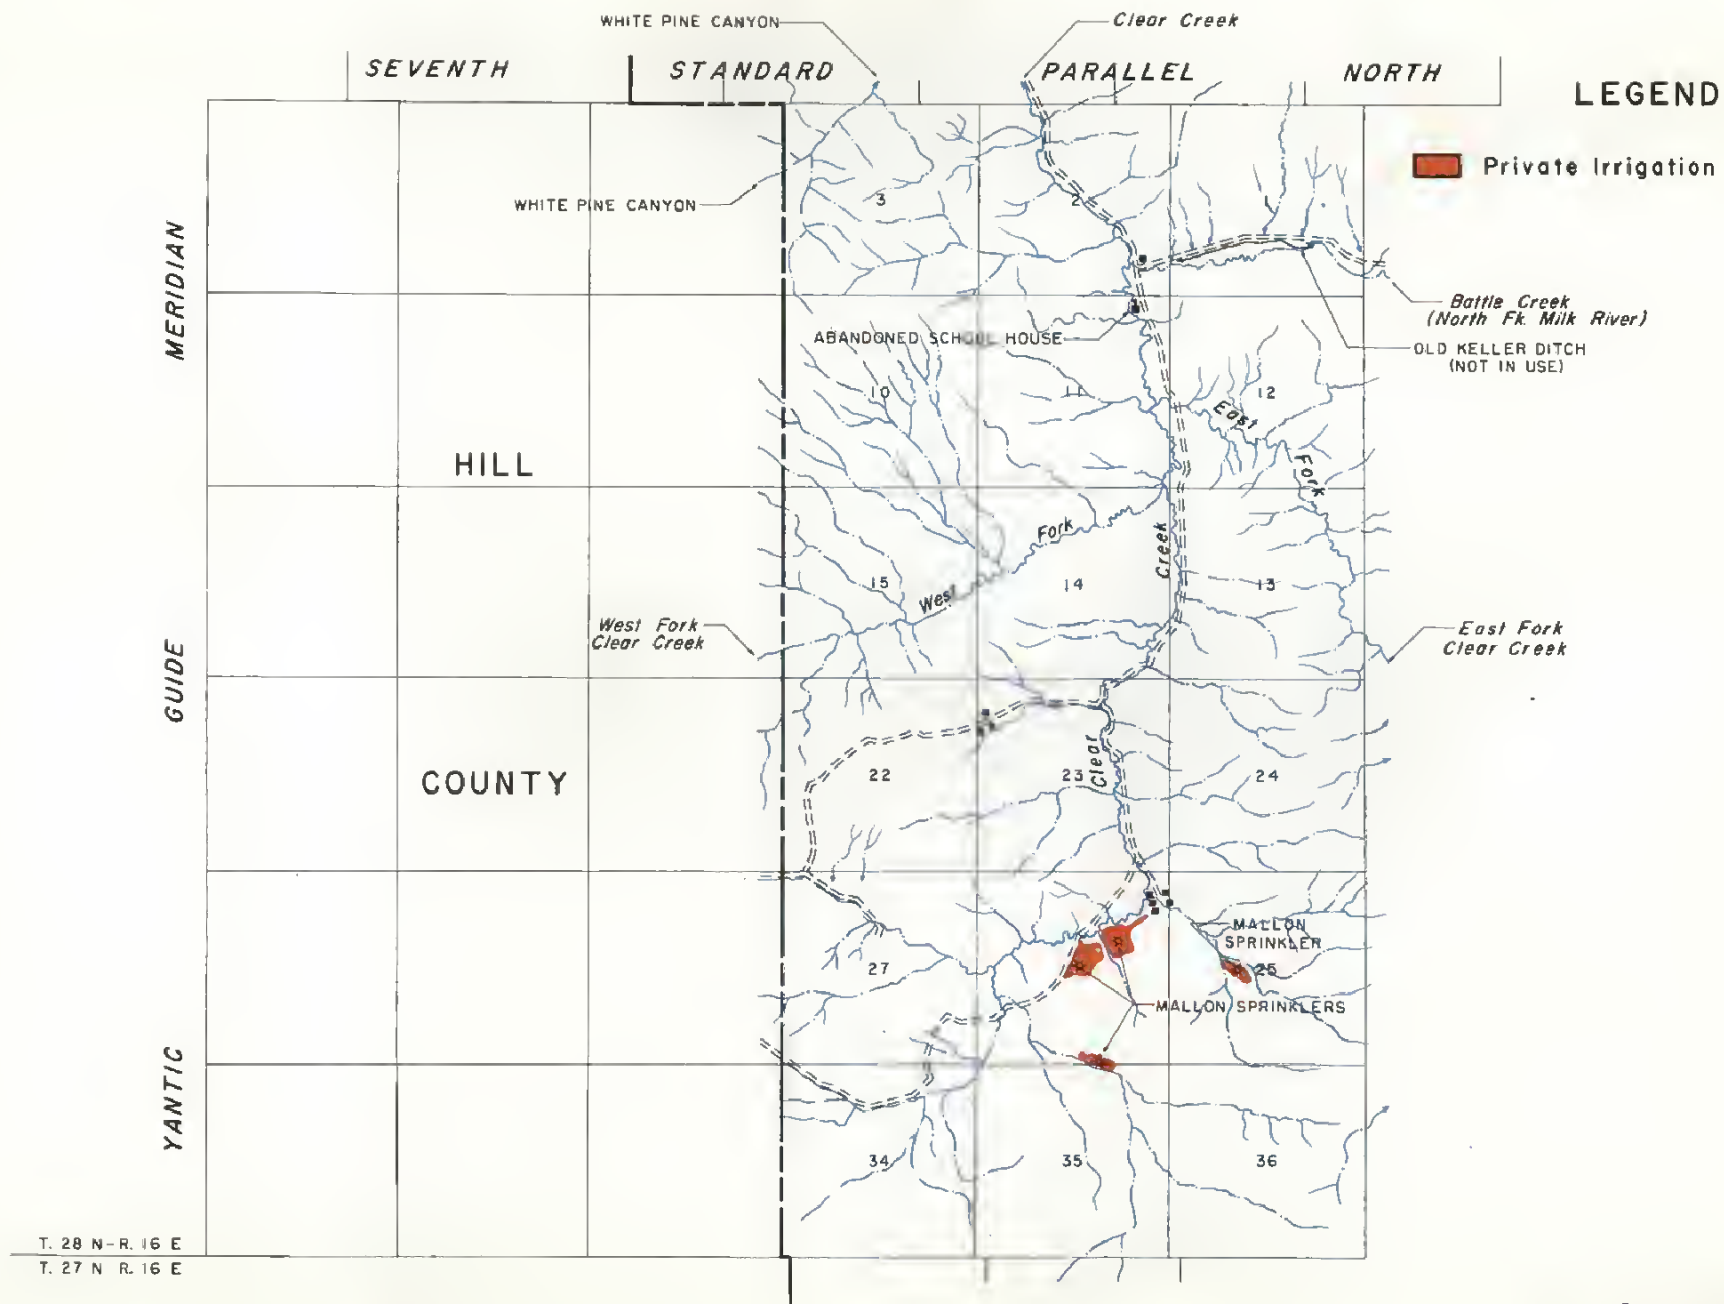 WHITE PINE CANYON
Clear Creek
SEVENTH STANDARD PARALLEL NORTH
LEGEND
Private Irrigation
WHITE PINE CANYON
3
2
MERIDIAN
Battle Creek
(North Fk. Milk River)
ABANDONED SCHOOL HOUSE
OLD KELLER DITCH
(NOT IN USE)
10
11
12
East
Fork
HILL
Fork
Creek
15
14
13
West
West Fork
Clear Creek
East Fork
Clear Creek
GUIDE
Clear
22
23
24
COUNTY
MALLON
SPRINKLER
27
25
MALLON SPRINKLERS
YANTIC
34
35
36
T. 28 N-R. 16 E
T. 27 N R. 16 E